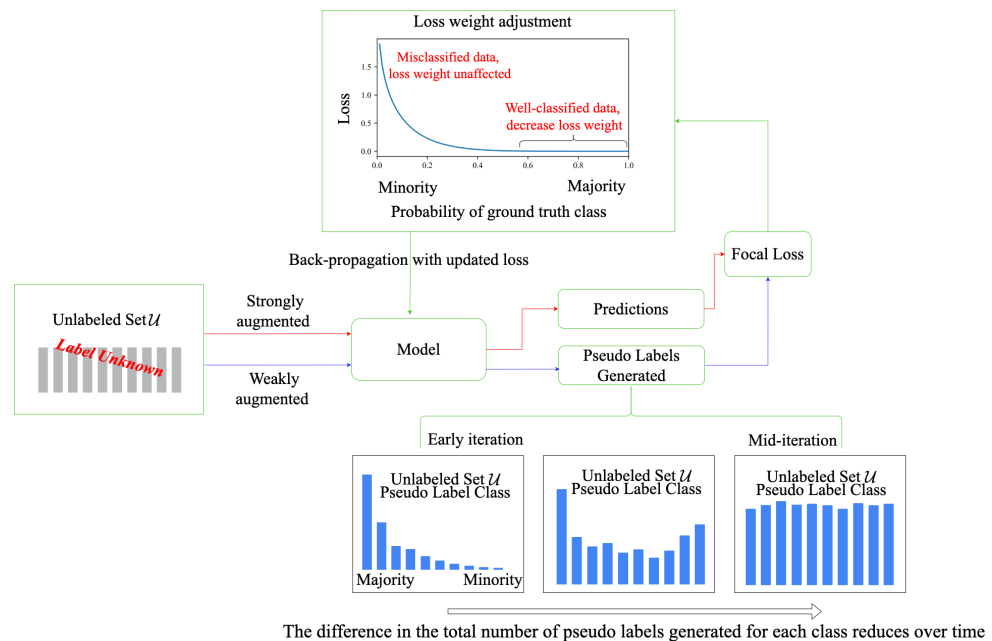 Loss weight adjustment
Misclassified data,
loss weight unaffected
Well-classified data,
decrease loss weight
Loss
1.5
1.0
0.5
0.0
0.0 0.2 0.4 0.6 0.8 1.0
Minority Majority
Probability of ground truth class
Back-propagation with updated loss
Focal Loss
Unlabeled Set 𝒰
Label Unknown
Strongly
augmented
Weakly
augmented
Model
Predictions
Pseudo Labels
Generated
Early iteration
Mid-iteration
Unlabeled Set 𝒰
Pseudo Label Class
Majority Minority
Unlabeled Set 𝒰
Pseudo Label Class
Unlabeled Set 𝒰
Pseudo Label Class
The difference in the total number of pseudo labels generated for each class reduces over time